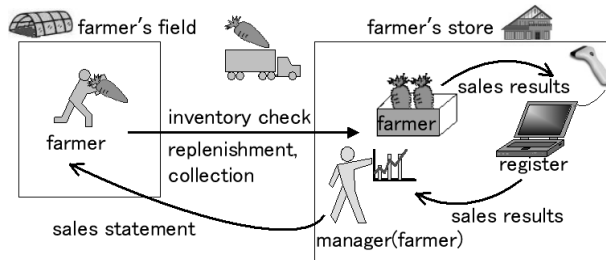 farmer's field
farmer's store
farmer
inventory check
replenishment,
collection
farmer
sales results
register
sales results
manager(farmer)
sales statement